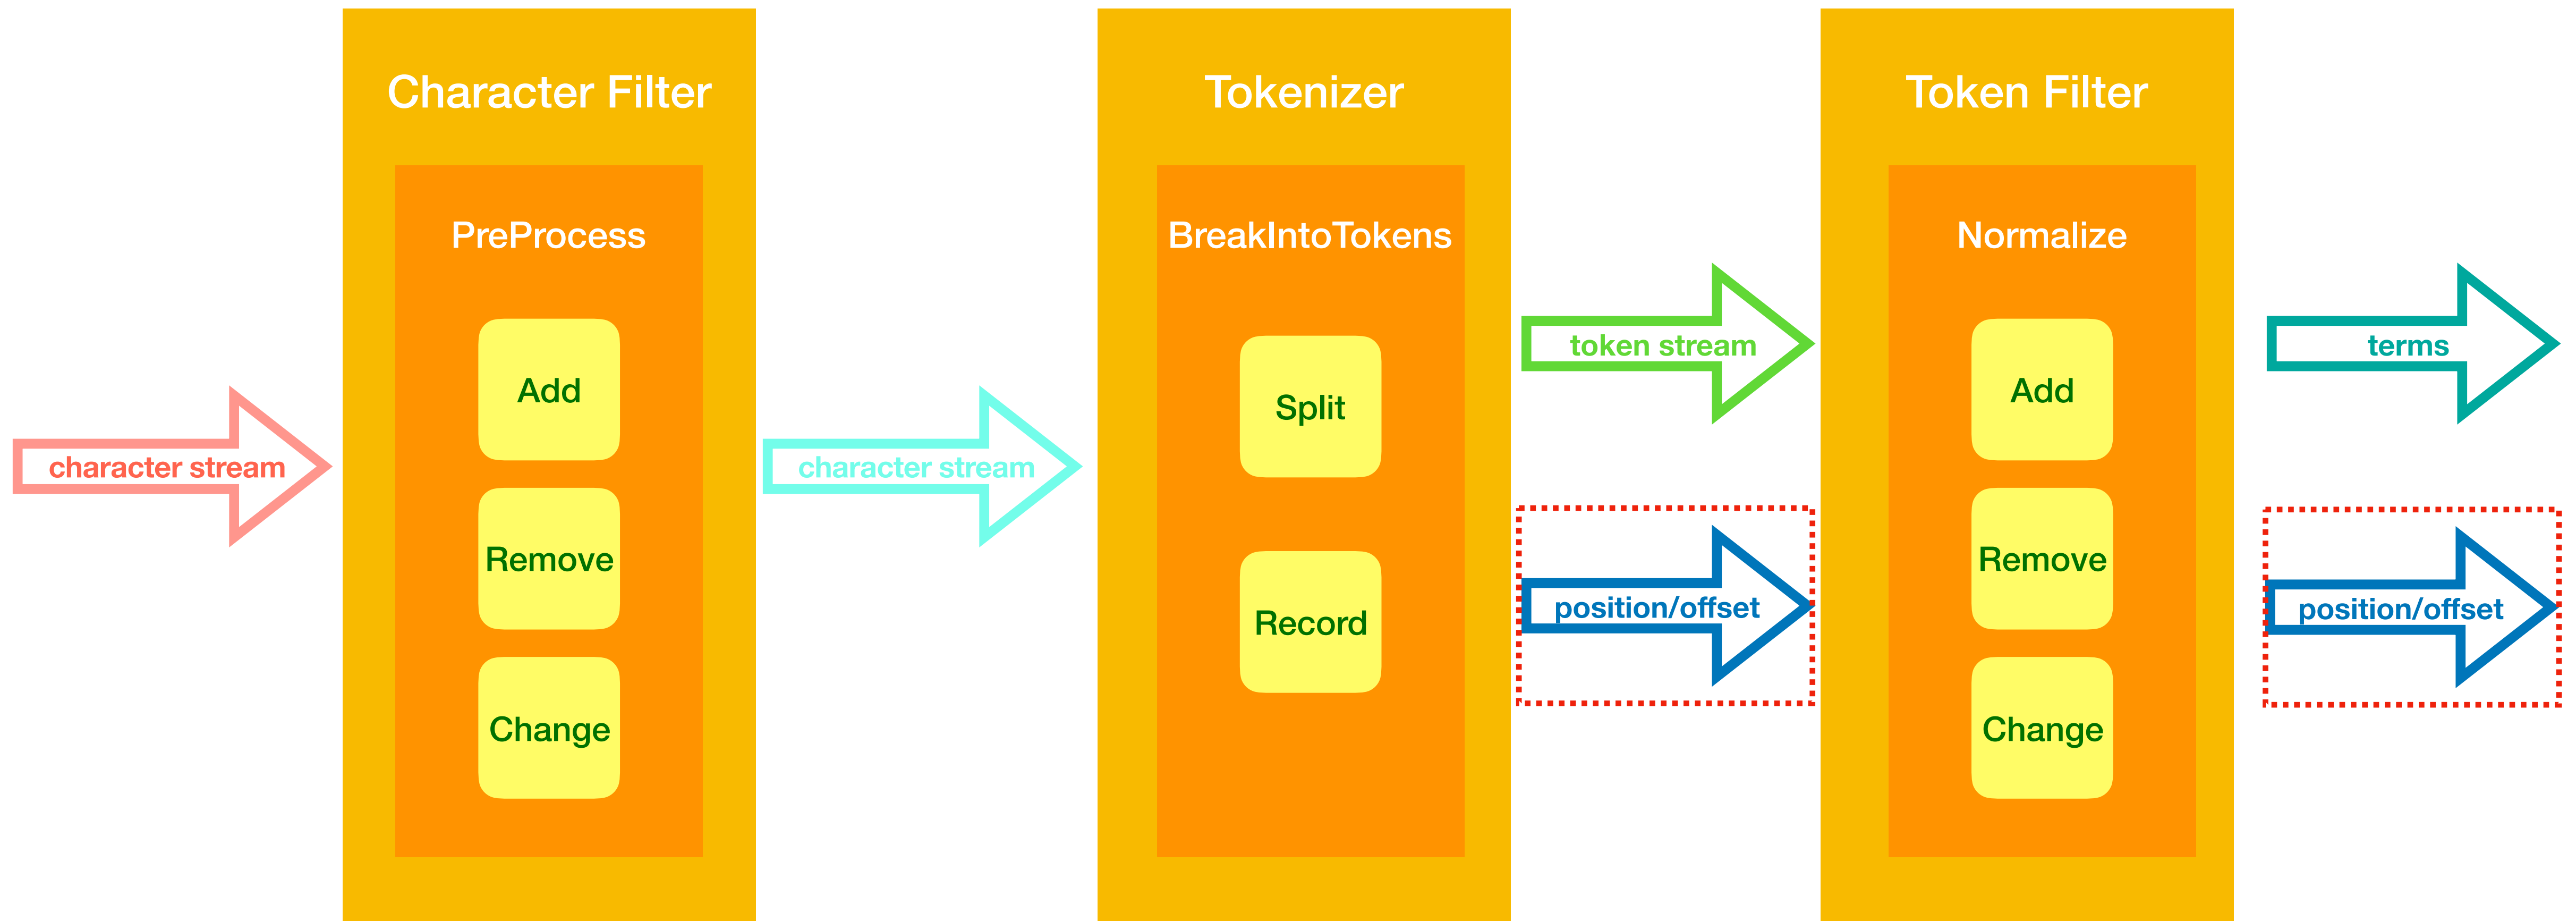 character stream
Character Filter
PreProcess
Add
Remove
Change
character stream
Tokenizer
BreakIntoTokens
Split
Record
token stream
position/offset
Token Filter
Normalize
Add
Remove
Change
terms
position/offset